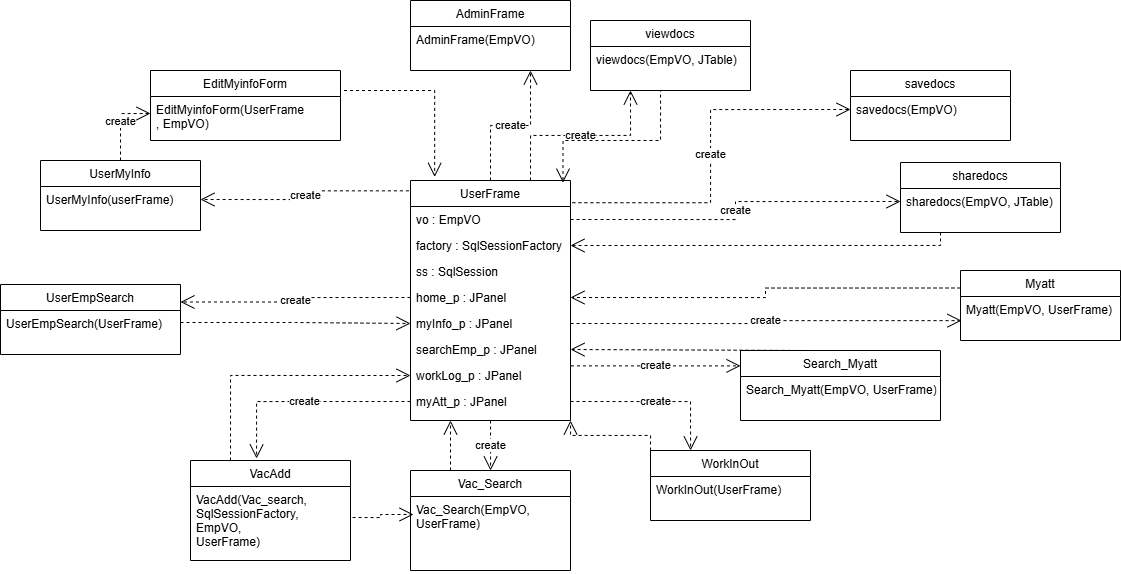 AdminFrame
AdminFrame(EmpVO)
viewdocs
viewdocs(EmpVO, JTable)
EditMyinfoForm
EditMyinfoForm(UserFrame
, EmpVO)
savedocs
savedocs(EmpVO)
create
create
create
create
UserMyInfo
UserMyInfo(userFrame)
create
sharedocs
sharedocs(EmpVO, JTable)
create
UserFrame
vo : EmpVO
factory : SqlSessionFactory
ss : SqlSession
home_p : JPanel
myInfo_p : JPanel
searchEmp_p : JPanel
workLog_p : JPanel
myAtt_p : JPanel
UserEmpSearch
UserEmpSearch(UserFrame)
create
Myatt
Myatt(EmpVO, UserFrame)
create
Search_Myatt
Search_Myatt(EmpVO, UserFrame)
create
create
create
create
VacAdd
VacAdd(Vac_search,
SqlSessionFactory,
EmpVO,
UserFrame)
Vac_Search
Vac_Search(EmpVO,
UserFrame)
WorkInOut
WorkInOut(UserFrame)